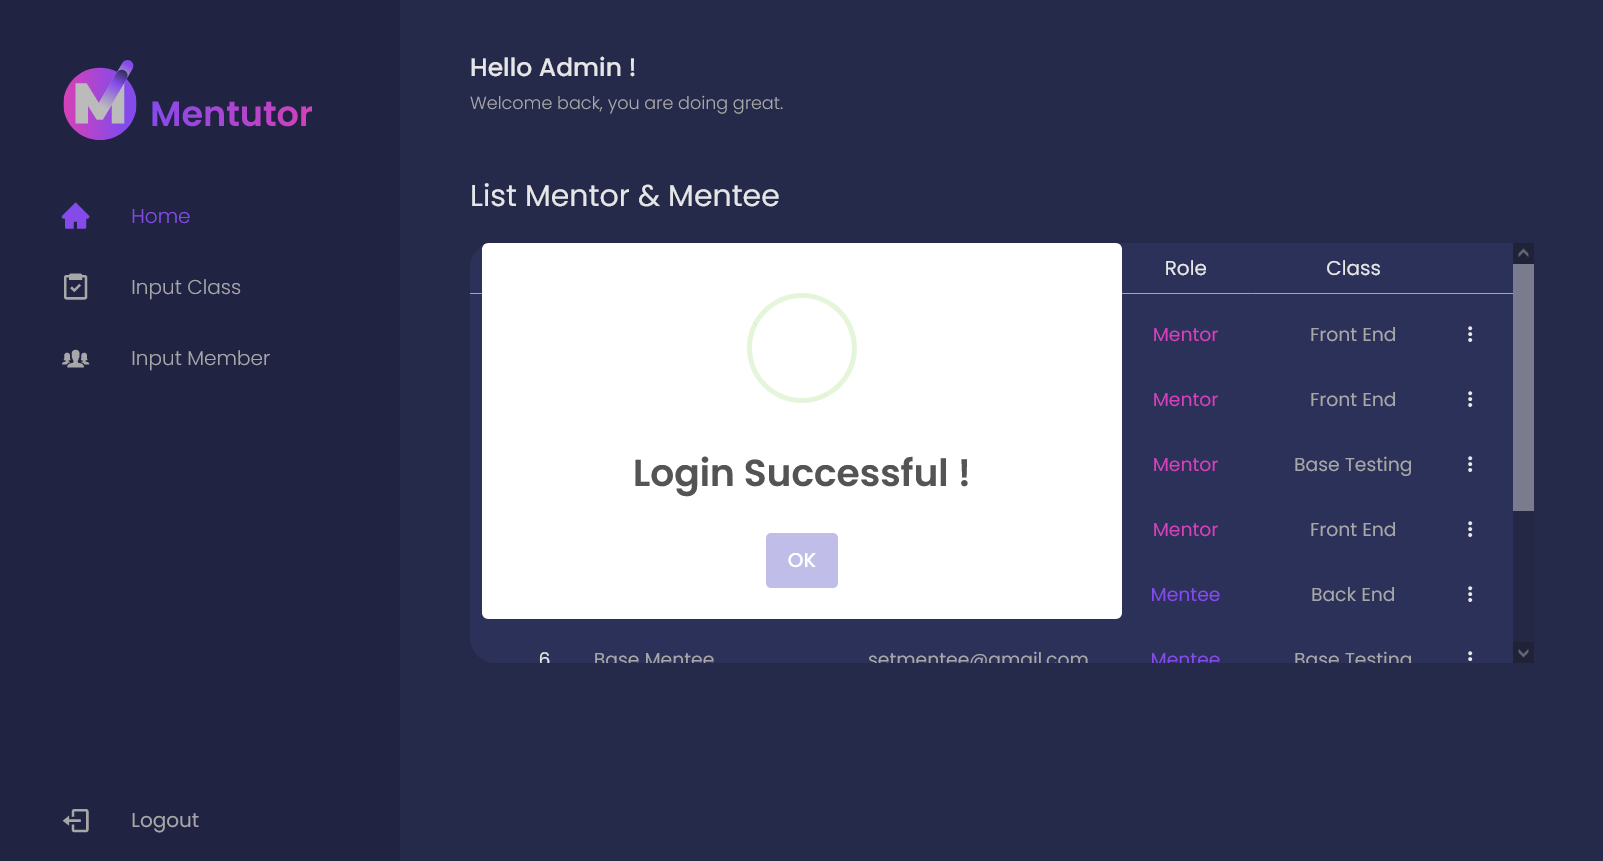 Mentutor
Home
Input Class
Input Member
Logout
Hello Admin !
Welcome back, you are doing great.
List Mentor & Mentee
Role Class
Mentor Front End
Mentor Front End
Mentor Base Testing
Mentor Front End
Mentee Back End
6 Base Mentee setmentee@gmail.com Mentee Base Testing
Login Successful !
OK